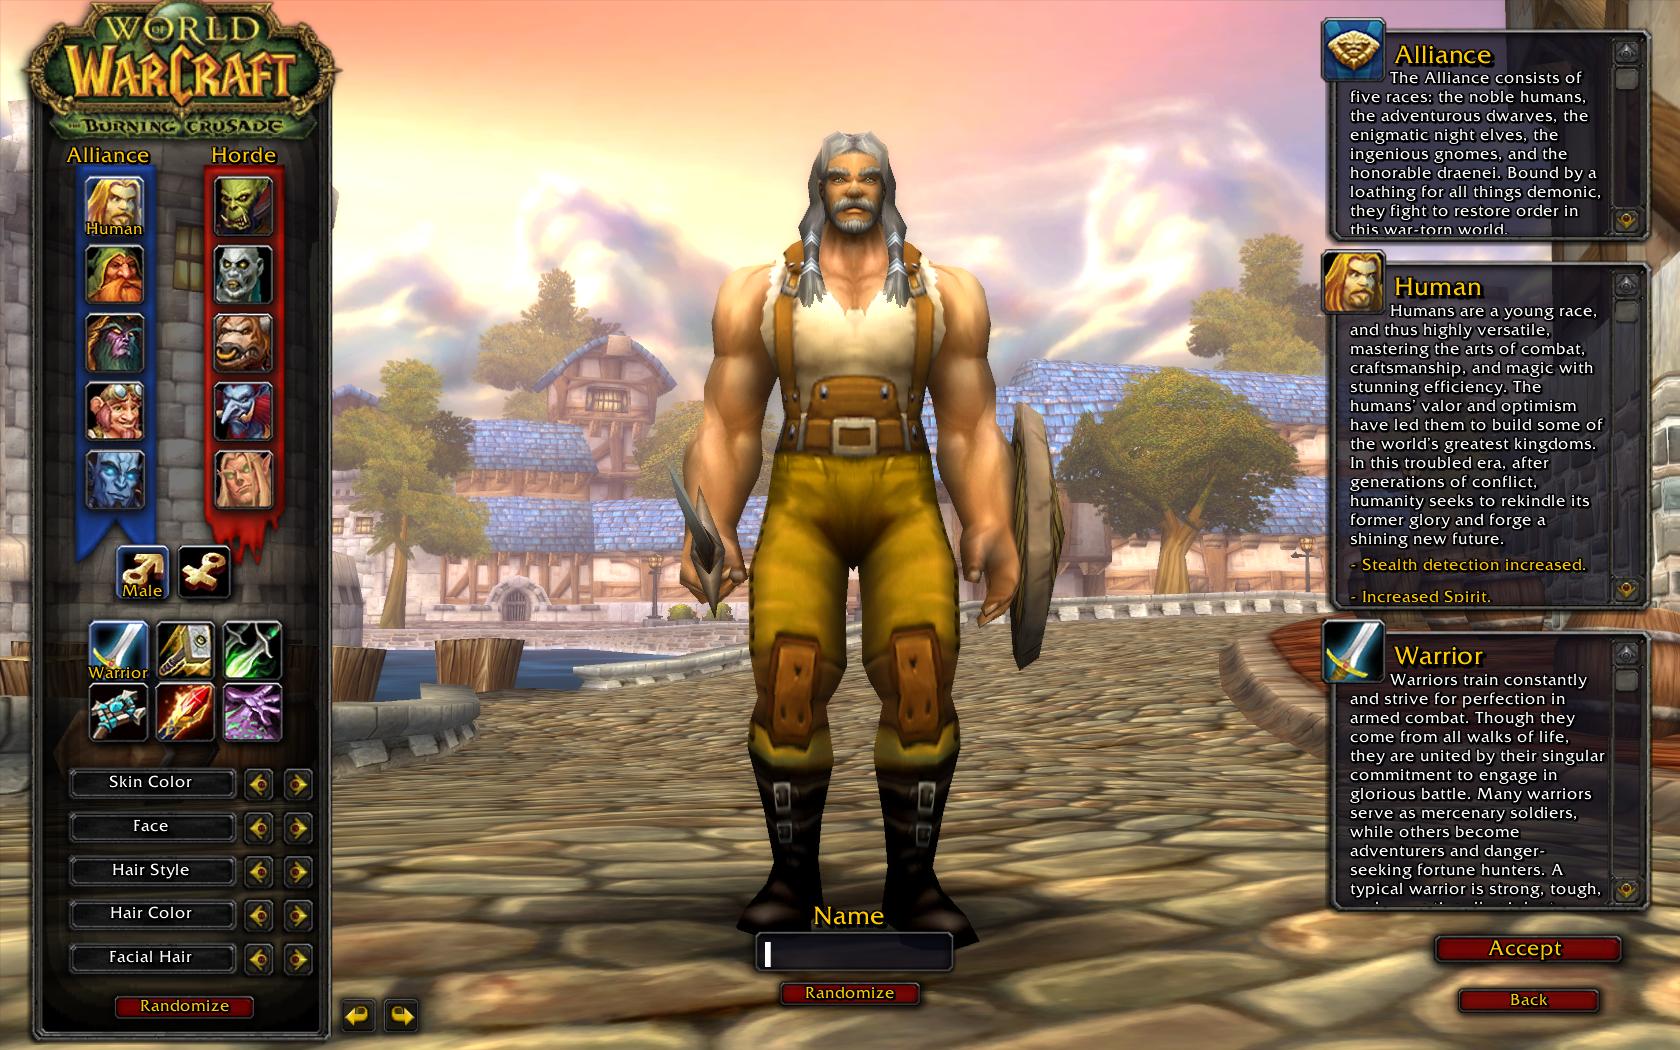 WORLD
OF
WARCRAFT
THE BURNING CRUSADE
Alliance
Horde
Human
Male
Warrior
Skin Color
Face
Hair Style
Hair Color
Facial Hair
Randomize
Name
Randomize
Alliance
The Alliance consists of
five races: the noble humans,
the adventurous dwarves, the
enigmatic night elves, the
ingenious gnomes, and the
honorable draenei. Bound by a
loathing for all things demonic,
they fight to restore order in
this war-torn world.
Human
Humans are a young race,
and thus highly versatile,
mastering the arts of combat,
craftsmanship, and magic with
stunning efficiency. The
humans' valor and optimism
have led them to build some of
the world's greatest kingdoms.
In this troubled era, after
generations of conflict,
humanity seeks to rekindle its
former glory and forge a
shining new future.
- Stealth detection increased.
- Increased Spirit.
Warrior
Warriors train constantly
and strive for perfection in
armed combat. Though they
come from all walks of life,
they are united by their singular
commitment to engage in
glorious battle. Many warriors
serve as mercenary soldiers,
while others become
adventurers and danger-
seeking fortune hunters. A
typical warrior is strong, tough,
Accept
Back